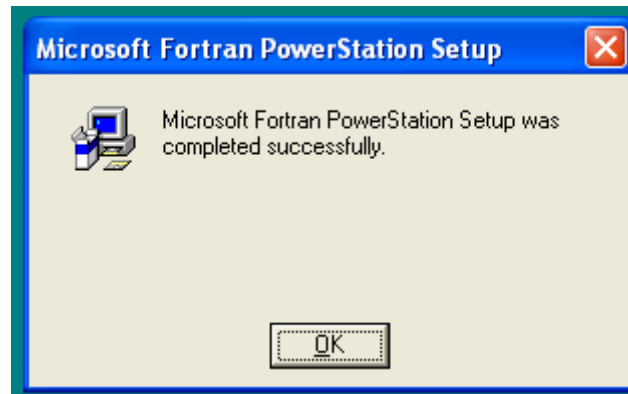 Microsoft Fortran PowerStation Setup
Microsoft Fortran PowerStation Setup was
completed successfully.
OK